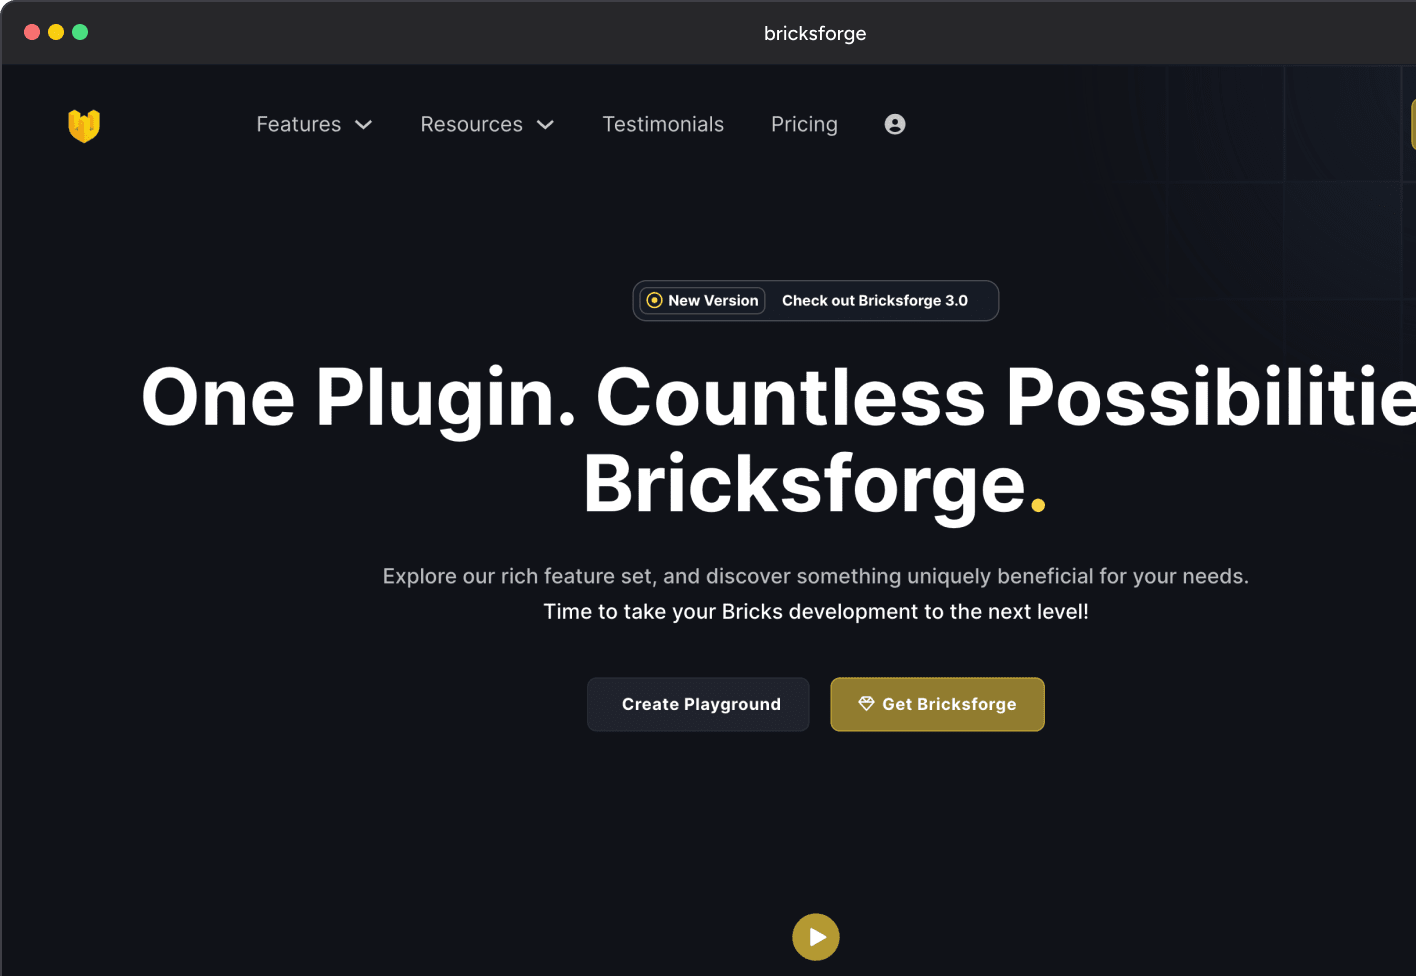 bricksforge
Features
Resources
Testimonials
Pricing
New Version
Check out Bricksforge 3.0
One Plugin. Countless Possibilitie
Bricksforge.
Explore our rich feature set, and discover something uniquely beneficial for your needs.
Time to take your Bricks development to the next level!
Create Playground
Get Bricksforge